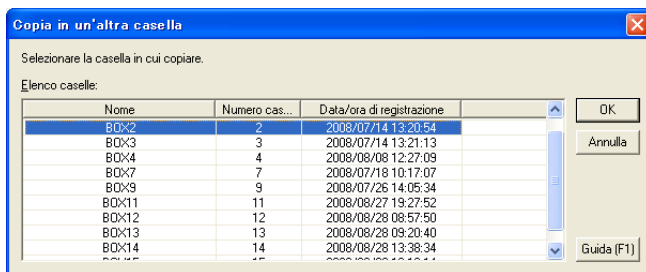 Copia in un'altra casella
Selezionare la casella in cui copiare.
Elenco caselle:
Nome Numero cas... Data/ora di registrazione
BOX2 2 2008/07/14 13:20:54
BOX3 3 2008/07/14 13:21:13
BOX4 4 2008/08/08 12:27:09
BOX7 7 2008/07/18 10:17:07
BOX9 9 2008/07/26 14:05:34
BOX11 11 2008/08/27 19:27:52
BOX12 12 2008/08/28 08:57:50
BOX13 13 2008/08/28 09:20:40
BOX14 14 2008/08/28 13:38:34
OK
Annulla
Guida (F1)